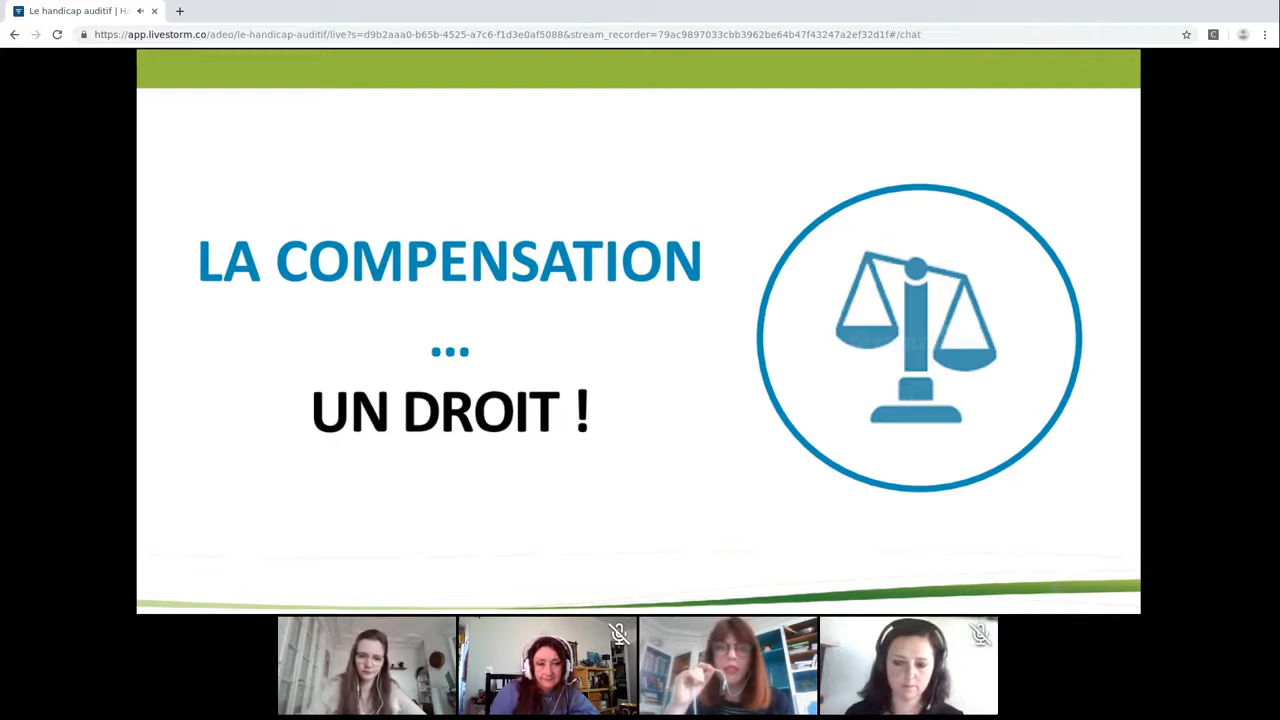 Le handicap auditif | Ha
https://app.livestorm.co/adeo/le-handicap-auditif/live?s=d9b2aaa0-b65b-4525-a7c6-f1d3e0af5088&stream_recorder=79ac9897033cbb3962be64b47f43247a2ef32d1f#/chat
LA COMPENSATION
...
UN DROIT !